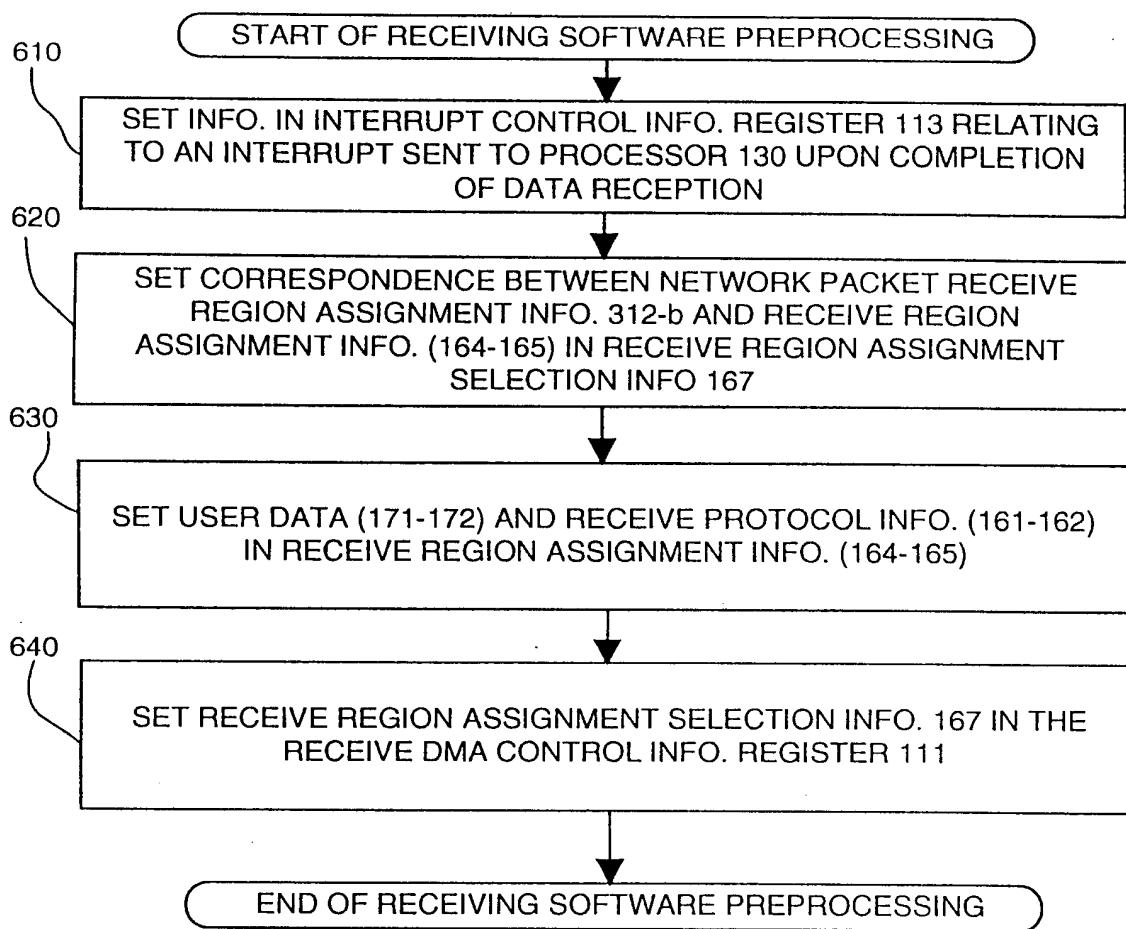 START OF RECEIVING SOFTWARE PREPROCESSING
610
SET INFO. IN INTERRUPT CONTROL INFO. REGISTER 113 RELATING
TO AN INTERRUPT SENT TO PROCESSOR 130 UPON COMPLETION
OF DATA RECEPTION
620
SET CORRESPONDENCE BETWEEN NETWORK PACKET RECEIVE
REGION ASSIGNMENT INFO. 312-b AND RECEIVE REGION
ASSIGNMENT INFO. (164-165) IN RECEIVE REGION ASSIGNMENT
SELECTION INFO 167
630
SET USER DATA (171-172) AND RECEIVE PROTOCOL INFO. (161-162)
IN RECEIVE REGION ASSIGNMENT INFO. (164-165)
640
SET RECEIVE REGION ASSIGNMENT SELECTION INFO. 167 IN THE
RECEIVE DMA CONTROL INFO. REGISTER 111
END OF RECEIVING SOFTWARE PREPROCESSING